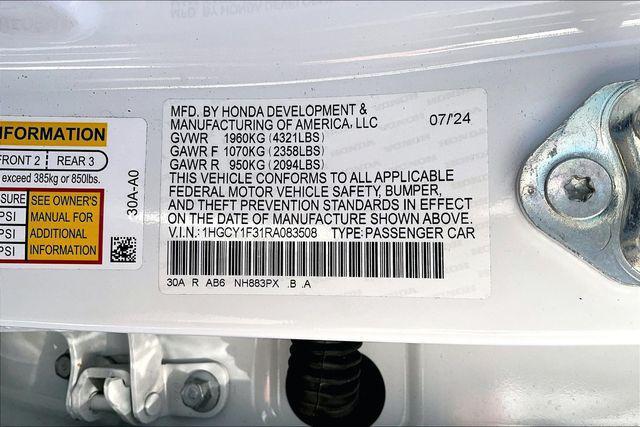 MFD. BY HONDA DEVELOPMENT &
MANUFACTURING OF AMERICA, LLC
07/'24
GVWR 1960KG (4321LBS)
GAWR F 1070KG (2358LBS)
GAWR R 950KG (2094LBS)
THIS VEHICLE CONFORMS TO ALL APPLICABLE
FEDERAL MOTOR VEHICLE SAFETY, BUMPER,
AND THEFT PREVENTION STANDARDS IN EFFECT
ON THE DATE OF MANUFACTURE SHOWN ABOVE.
V.I.N.: 1HGCY1F31RA083508 TYPE: PASSENGER CAR
30A R AB6 NH883PX .B .A
NFORMATION
FRONT 2 REAR 3
exceed 385kg or 850lbs.
SURE
PSI
PSI
PSI
SEE OWNER'S
MANUAL FOR
ADDITIONAL
INFORMATION
30A-A0